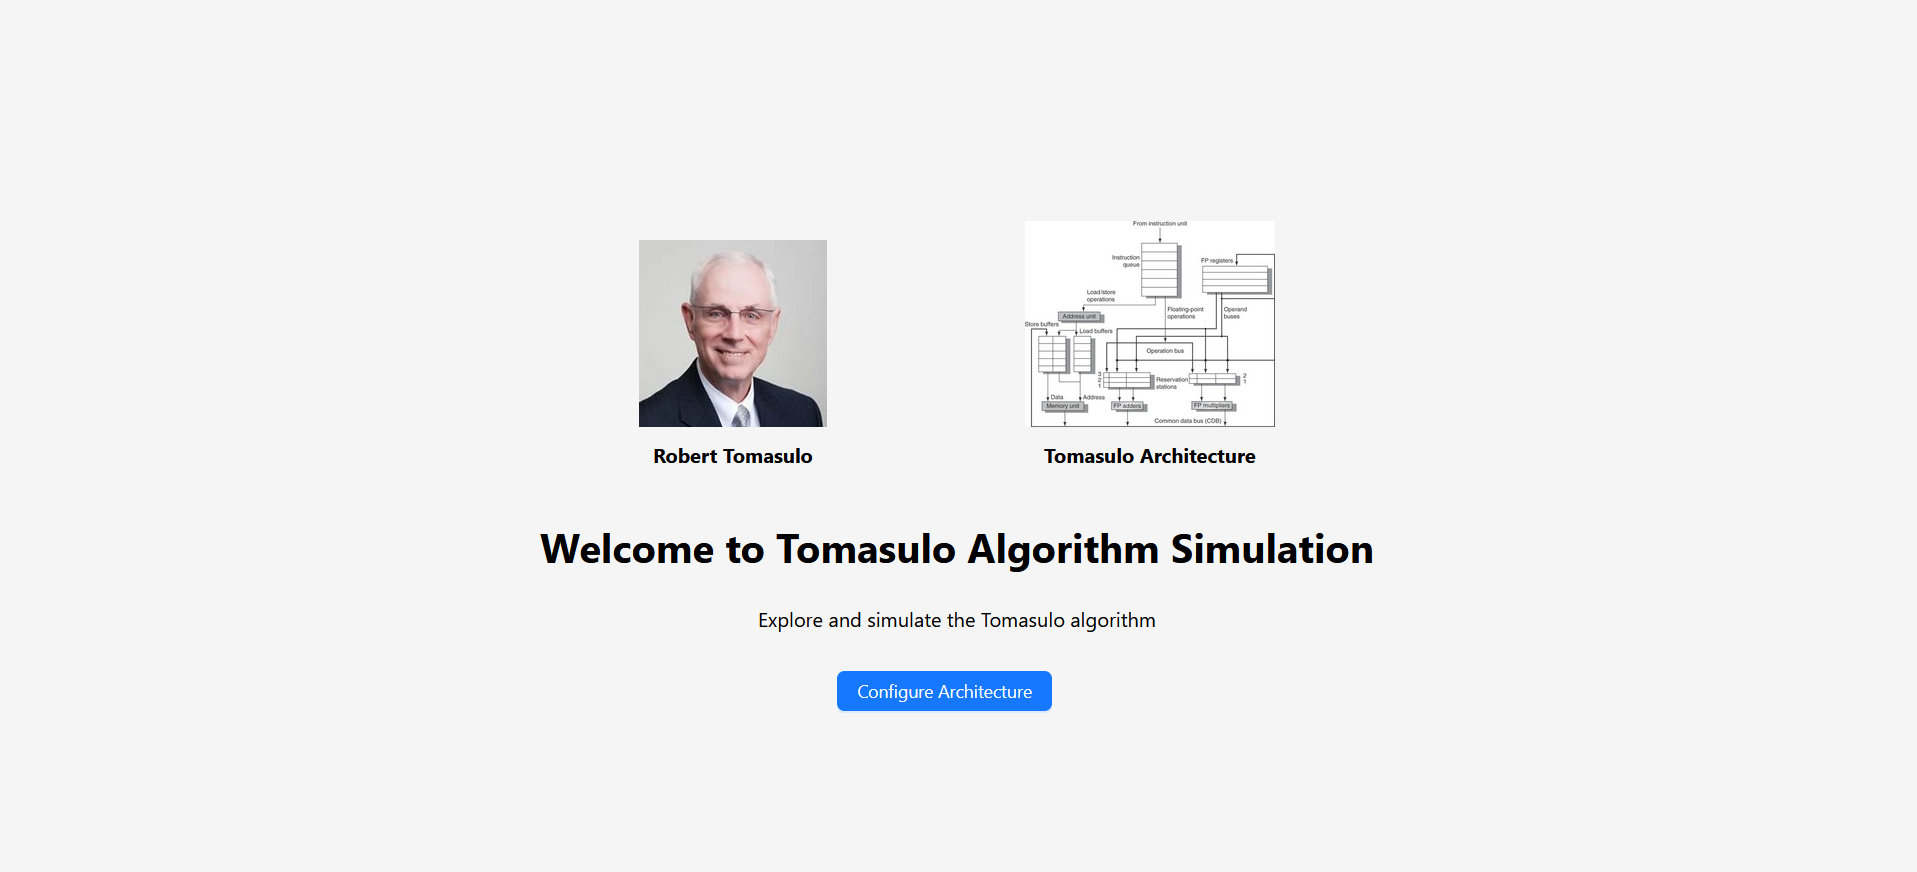 From instruction unit
Instruction
queue
FP registers
Load/store
operations
Floating-point
operations
Operand
buses
Address unit
Store buffers
Load buffers
Operation bus
3
2
1
Reservation
stations
2
1
Data
Address
Memory unit
FP adders
FP multipliers
Common data bus (CDB)
Robert Tomasulo
Tomasulo Architecture
Welcome to Tomasulo Algorithm Simulation
Explore and simulate the Tomasulo algorithm
Configure Architecture